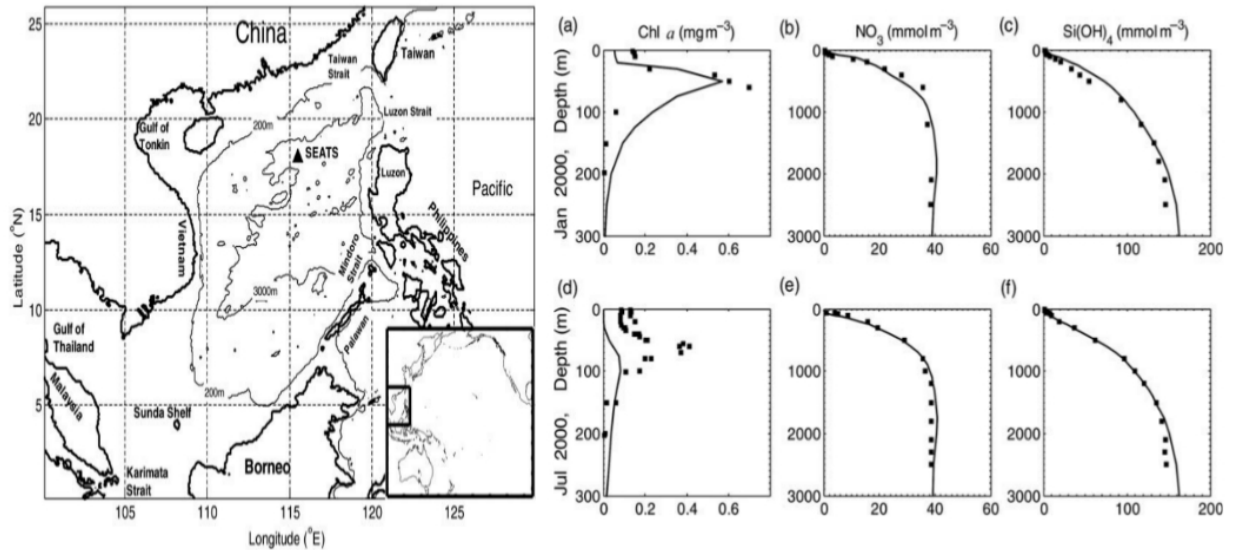 China
Taiwan
Taiwan
Strait
Luzon Strait
200m
Gulf of
Tonkin
SEATS
Luzon
Pacific
Philippines
Vietnam
Mindoro
Strait
3000m
Palawan
Gulf of
Thailand
Malaysia
200m
Sunda Shelf
Borneo
Karimata
Strait
25
20
15
10
5
Latitude (°N)
105 110 115 120 125
Longitude (°E)
(a) Chl a (mg m-3)
Jan 2000, Depth (m)
0
100
200
300
0 0.2 0.4 0.6
(b) NO3 (mmol m-3)
0
1000
2000
3000
0 20 40 60
(c) Si(OH)4 (mmol m-3)
0
1000
2000
3000
0 100 200
(d)
Jul 2000, Depth (m)
0
100
200
300
0 0.2 0.4 0.6
(e)
0
1000
2000
3000
0 20 40 60
(f)
0
1000
2000
3000
0 100 200